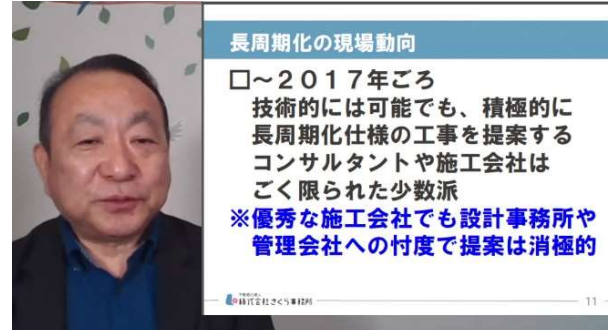 長周期化の現場動向
□～２０１７年ごろ
技術的には可能でも、積極的に
長周期化仕様の工事を提案する
コンサルタントや施工会社は
ごく限られた少数派
※優秀な施工会社でも設計事務所や
管理会社への忖度で提案は消極的
株式会社さくら事務所
11